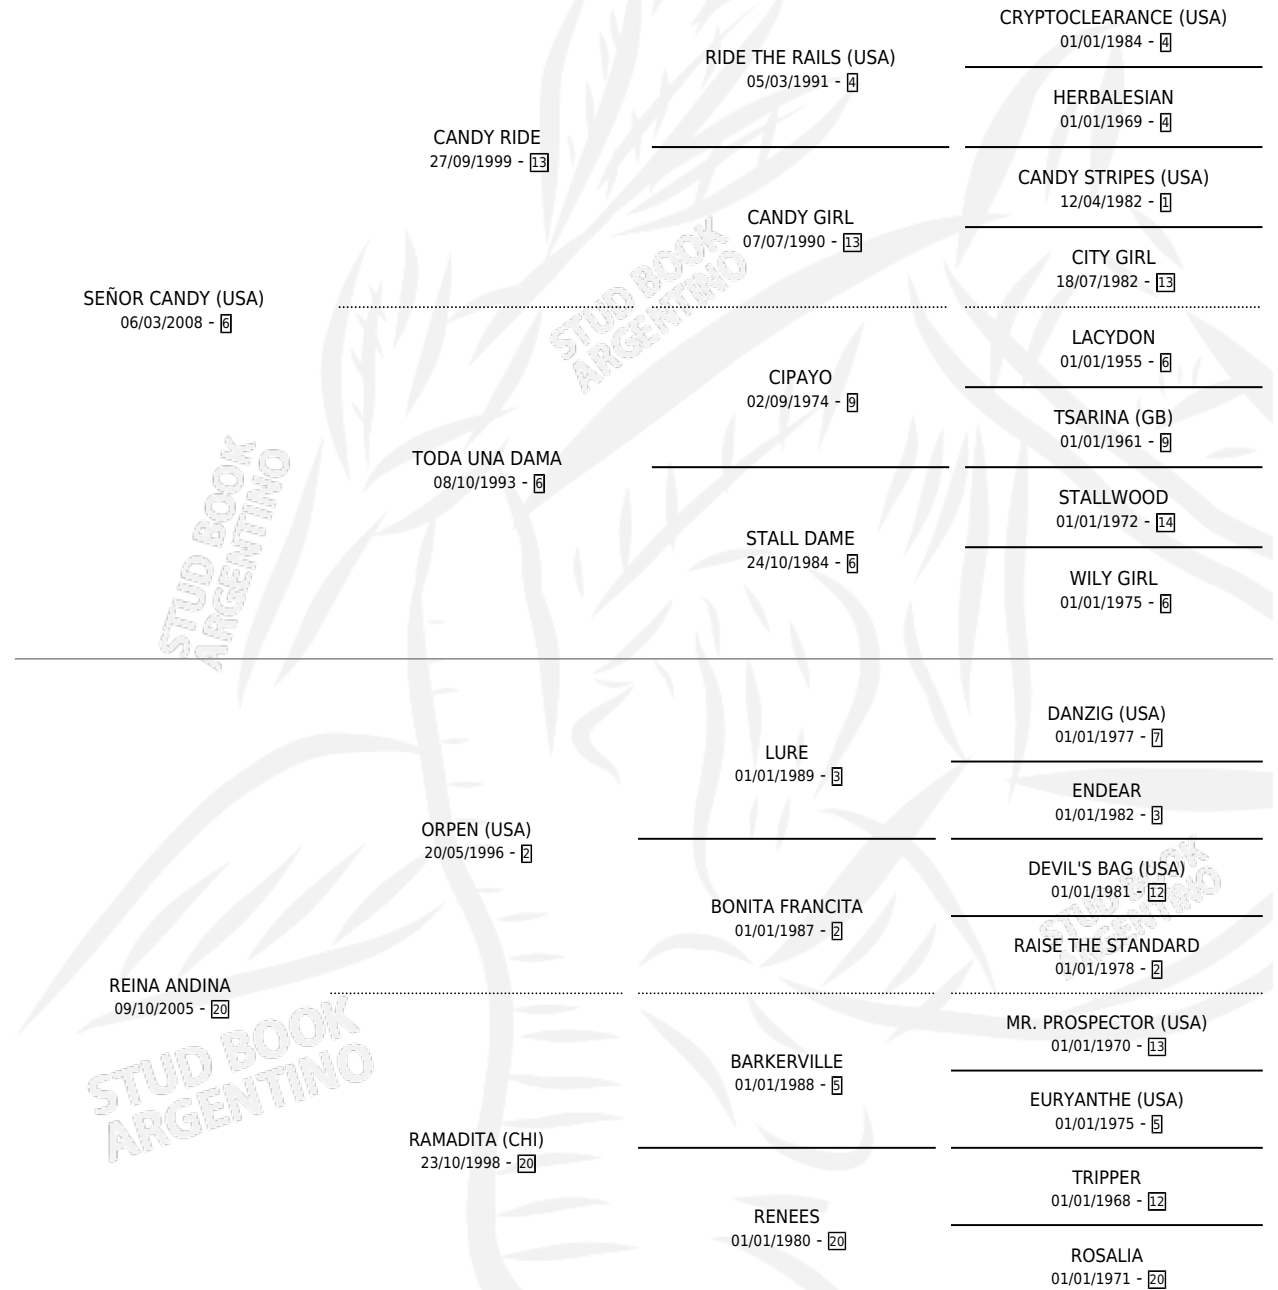 CRYPTOCLEARANCE (USA)
01/01/1984 - 4
RIDE THE RAILS (USA)
05/03/1991 - 4
HERBALESIAN
01/01/1969 - 4
CANDY RIDE
27/09/1999 - 13
CANDY STRIPES (USA)
12/04/1982 - 1
CANDY GIRL
07/07/1990 - 13
CITY GIRL
18/07/1982 - 13
SEÑOR CANDY (USA)
06/03/2008 - 6
LACYDON
01/01/1955 - 6
CIPAYO
02/09/1974 - 9
TSARINA (GB)
01/01/1961 - 9
TODA UNA DAMA
08/10/1993 - 6
STALLWOOD
01/01/1972 - 14
STALL DAME
24/10/1984 - 6
WILY GIRL
01/01/1975 - 6
DANZIG (USA)
01/01/1977 - 7
LURE
01/01/1989 - 3
ENDEAR
01/01/1982 - 3
ORPEN (USA)
20/05/1996 - 2
DEVIL'S BAG (USA)
01/01/1981 - 12
BONITA FRANCITA
01/01/1987 - 2
RAISE THE STANDARD
01/01/1978 - 2
REINA ANDINA
09/10/2005 - 20
MR. PROSPECTOR (USA)
01/01/1970 - 13
BARKERVILLE
01/01/1988 - 5
EURYANTHE (USA)
01/01/1975 - 5
RAMADITA (CHI)
23/10/1998 - 20
TRIPPER
01/01/1968 - 12
RENEES
01/01/1980 - 20
ROSALIA
01/01/1971 - 20
STUD BOOK
ARGENTINO
STUD BOOK
ARGENTINO
STUD BOOK
ARGENTINO
STUD BOOK
ARGENTINO